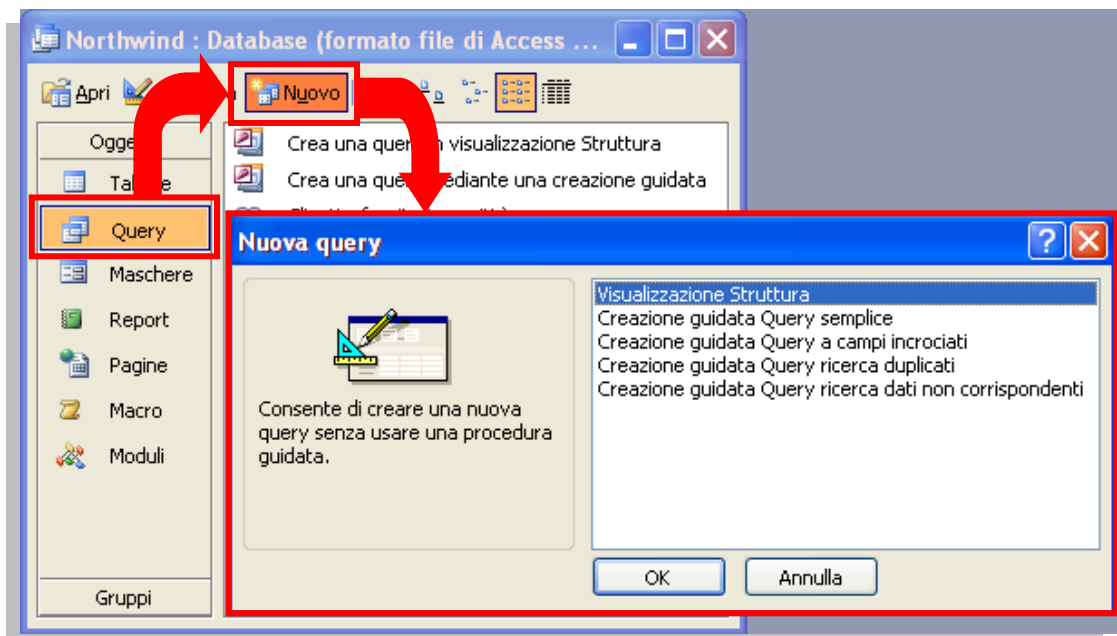 Northwind : Database (formato file di Access ...
Apri
Nuovo
Query
Maschere
Report
Pagine
Macro
Moduli
Gruppi
Crea una query in visualizzazione Struttura
Crea una query mediante una creazione guidata
Nuova query
Consente di creare una nuova
query senza usare una procedura
guidata.
Visualizzazione Struttura
Creazione guidata Query semplice
Creazione guidata Query a campi incrociati
Creazione guidata Query ricerca duplicati
Creazione guidata Query ricerca dati non corrispondenti
OK
Annulla